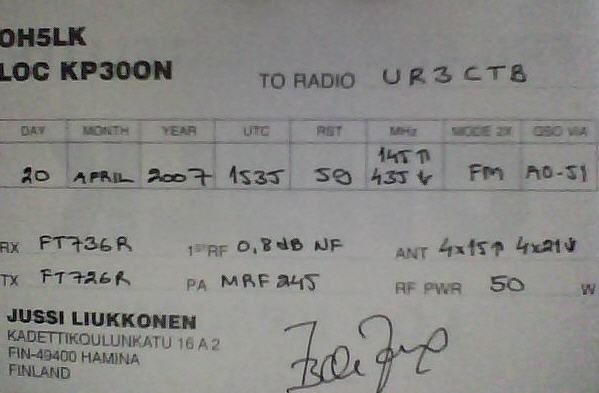 OH5LK
LOC KP30ON
TO RADIO UR3CTB
DAY MONTH YEAR UTC RST MHz MODE 2X QSO VIA
20 APRIL 2007 1535 59 145↑ 435↓ FM AO-51
RX FT736R 1STRF 0,8dB NF ANT 4x15↑ 4x21↓
TX FT726R PA MRF245 RF PWR 50 W
JUSSI LIUKKONEN
KADETTIKOULUNKATU 16 A 2
FIN-49400 HAMINA
FINLAND